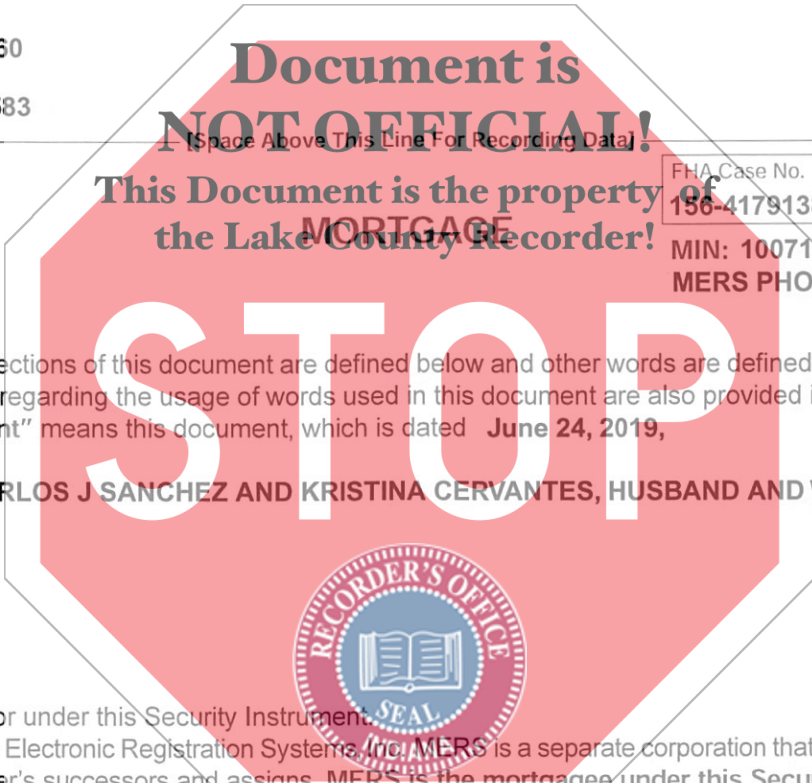 60
83
Document is
NOT OFFICIAL!
[Space Above This Line For Recording Data]
This Document is the property of
the Lake County Recorder!
FHA Case No.
156-417913
MORTGAGE
MIN: 10071
MERS PHO
STOP
ections of this document are defined below and other words are defined
regarding the usage of words used in this document are also provided
nt” means this document, which is dated June 24, 2019,
RLOS J SANCHEZ AND KRISTINA CERVANTES, HUSBAND AND
RECORDER'S OFFICE
SEAL
INDIANA
or under this Security Instrument.
Electronic Registration Systems, Inc. MERS is a separate corporation that
er's successors and assigns. MERS is the mortgagee under this Secu